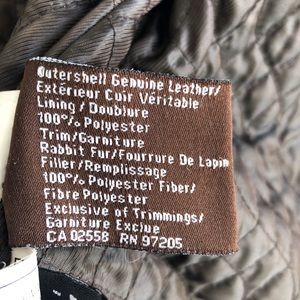 Outershell Genuine Leather/
Extérieur Cuir Véritable
Lining/Doublure
100% Polyester
Trim/Garniture
Rabbit Fur/Fourrure De Lapin
Filler/Remplissage
100% Polyester Fiber/
Fibre Polyester
Exclusive of Trimmings/
Garniture Exclue
CA 02558 RN 97205